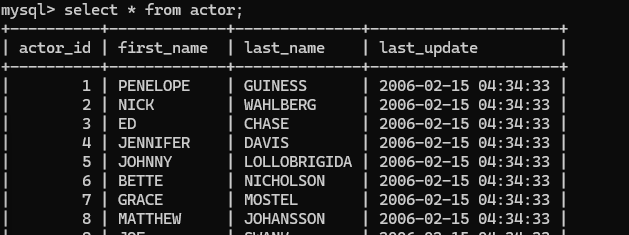 mysql> select * from actor;
+----------+-------------+--------------+---------------------+
| actor_id | first_name  | last_name    | last_update         |
+----------+-------------+--------------+---------------------+
|        1 | PENELOPE    | GUINESS      | 2006-02-15 04:34:33 |
|        2 | NICK        | WAHLBERG     | 2006-02-15 04:34:33 |
|        3 | ED          | CHASE        | 2006-02-15 04:34:33 |
|        4 | JENNIFER    | DAVIS        | 2006-02-15 04:34:33 |
|        5 | JOHNNY      | LOLLOBRIGIDA | 2006-02-15 04:34:33 |
|        6 | BETTE       | NICHOLSON    | 2006-02-15 04:34:33 |
|        7 | GRACE       | MOSTEL       | 2006-02-15 04:34:33 |
|        8 | MATTHEW     | JOHANSSON    | 2006-02-15 04:34:33 |